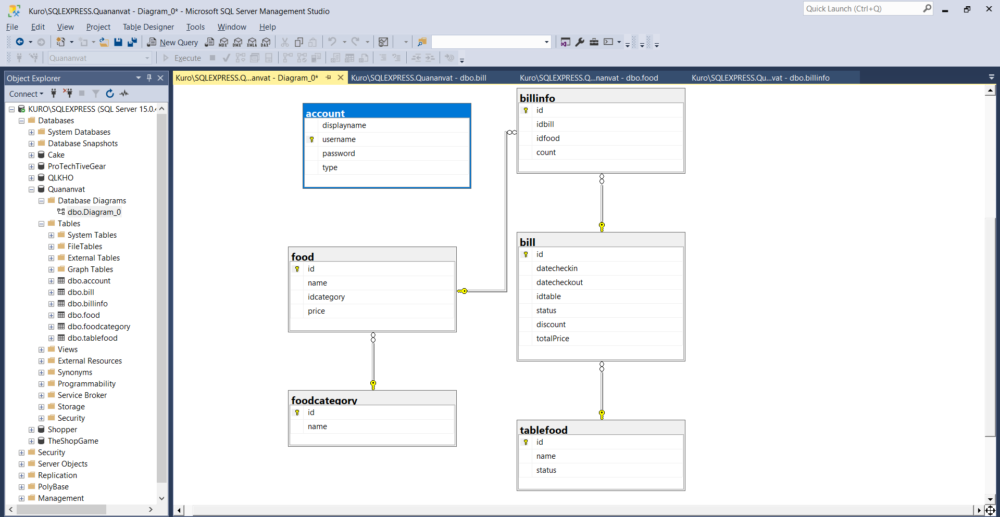 Kuro\SQLEXPRESS.Quananvat - Diagram_0* - Microsoft SQL Server Management Studio
Quick Launch (Ctrl+Q)
File Edit View Project Table Designer Tools Window Help
New Query MDX DMX XMLA DAX
Quananvat Execute
Object Explorer
Kuro\SQLEXPRESS.Q...anvat - Diagram_0* Kuro\SQLEXPRESS.Quananvat - dbo.bill Kuro\SQLEXPRESS.Q...nanvat - dbo.food Kuro\SQLEXPRESS.Qu...vat - dbo.billinfo
Connect
KURO\SQLEXPRESS (SQL Server 15.0.4
Databases
System Databases
Database Snapshots
Cake
ProTechTiveGear
QLKHO
Quananvat
Database Diagrams
dbo.Diagram_0
Tables
System Tables
FileTables
External Tables
Graph Tables
dbo.account
dbo.bill
dbo.billinfo
dbo.food
dbo.foodcategory
dbo.tablefood
Views
External Resources
Synonyms
Programmability
Service Broker
Storage
Security
Shopper
TheShopGame
Security
Server Objects
Replication
PolyBase
Management
account
displayname
username
password
type
billinfo
id
idbill
idfood
count
food
id
name
idcategory
price
bill
id
datecheckin
datecheckout
idtable
status
discount
totalPrice
foodcategory
id
name
tablefood
id
name
status